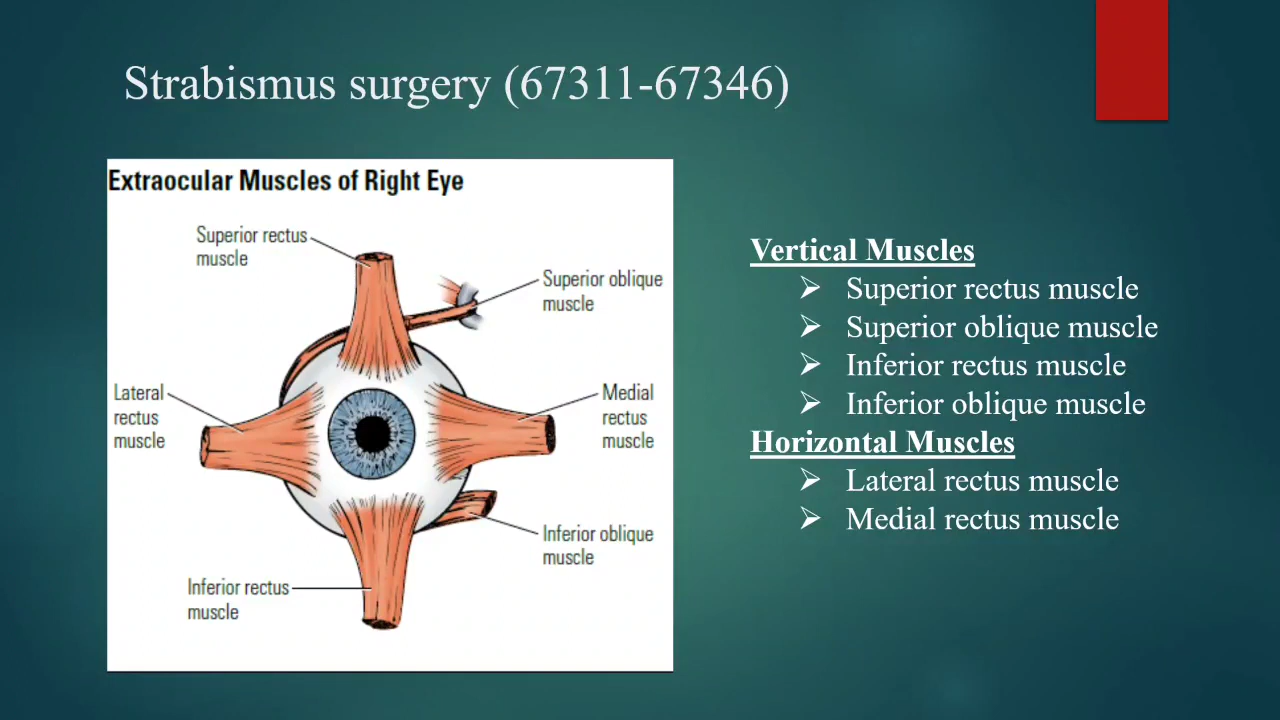 Strabismus surgery (67311-67346)
Extraocular Muscles of Right Eye
Superior rectus
muscle
Superior oblique
muscle
Lateral
rectus
muscle
Medial
rectus
muscle
Inferior oblique
muscle
Inferior rectus
muscle
Vertical Muscles
Superior rectus muscle
Superior oblique muscle
Inferior rectus muscle
Inferior oblique muscle
Horizontal Muscles
Lateral rectus muscle
Medial rectus muscle